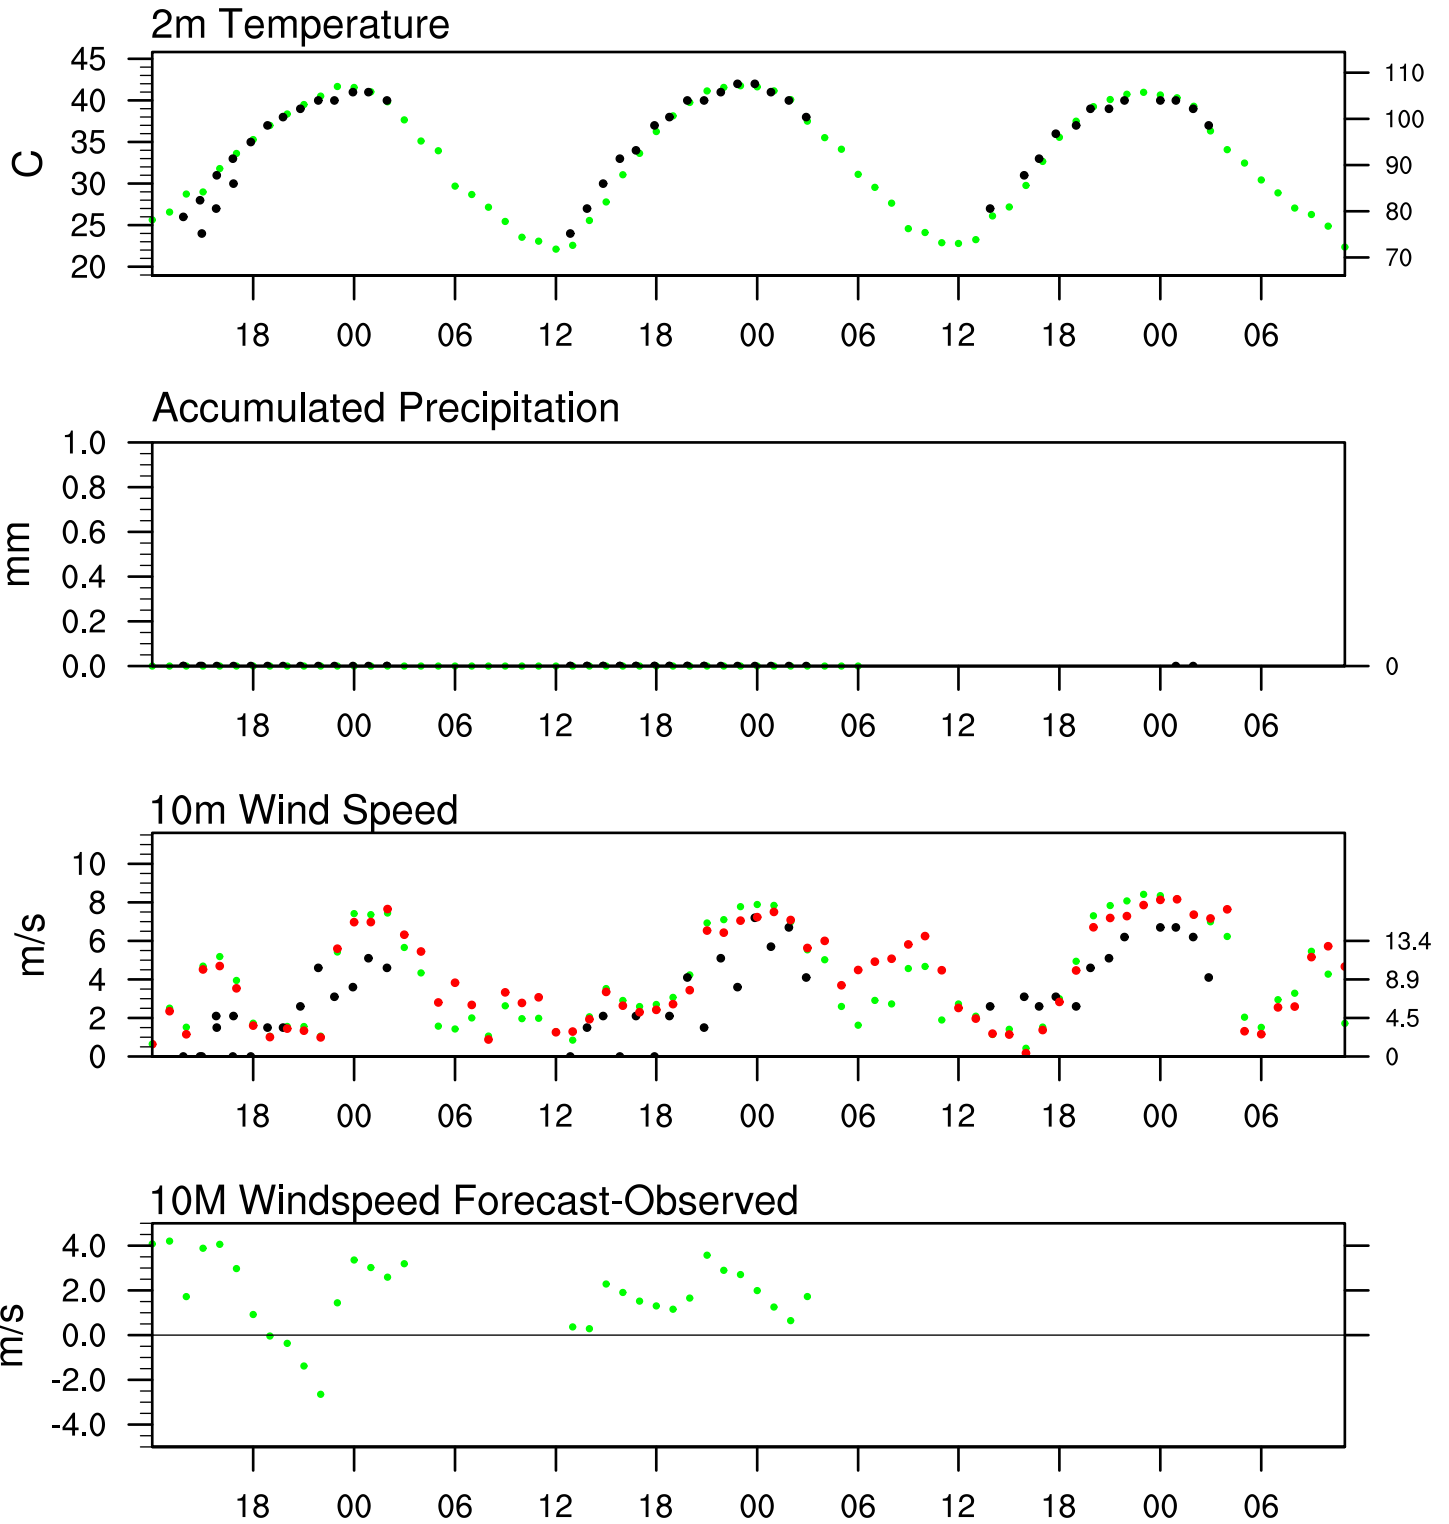 2m Temperature
45
40
35
30
25
20
C
110
100
90
80
70
18 00 06 12 18 00 06 12 18 00 06
Accumulated Precipitation
1.0
0.8
0.6
0.4
0.2
0.0
mm
0
18 00 06 12 18 00 06 12 18 00 06
10m Wind Speed
10
8
6
4
2
0
m/s
13.4
8.9
4.5
0
18 00 06 12 18 00 06 12 18 00 06
10M Windspeed Forecast-Observed
4.0
2.0
0.0
-2.0
-4.0
m/s
18 00 06 12 18 00 06 12 18 00 06